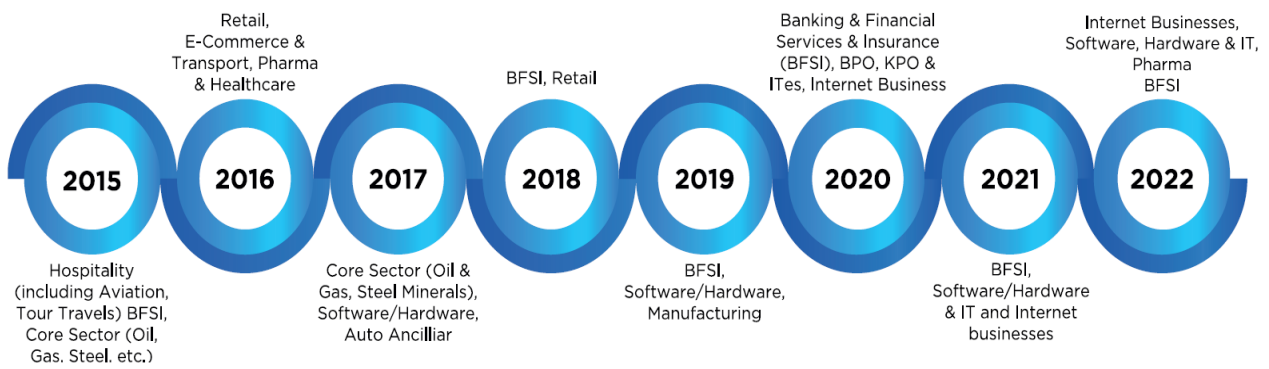 Retail,
E-Commerce &
Transport, Pharma
& Healthcare
BFSI, Retail
Banking & Financial
Services & Insurance
(BFSI), BPO, KPO &
ITes, Internet Business
Internet Businesses,
Software, Hardware & IT,
Pharma
BFSI
2015
2016
2017
2018
2019
2020
2021
2022
Hospitality
(including Aviation,
Tour Travels) BFSI,
Core Sector (Oil,
Gas. Steel. etc.)
Core Sector (Oil &
Gas, Steel Minerals),
Software/Hardware,
Auto Ancilliar
BFSI,
Software/Hardware,
Manufacturing
BFSI,
Software/Hardware
& IT and Internet
businesses